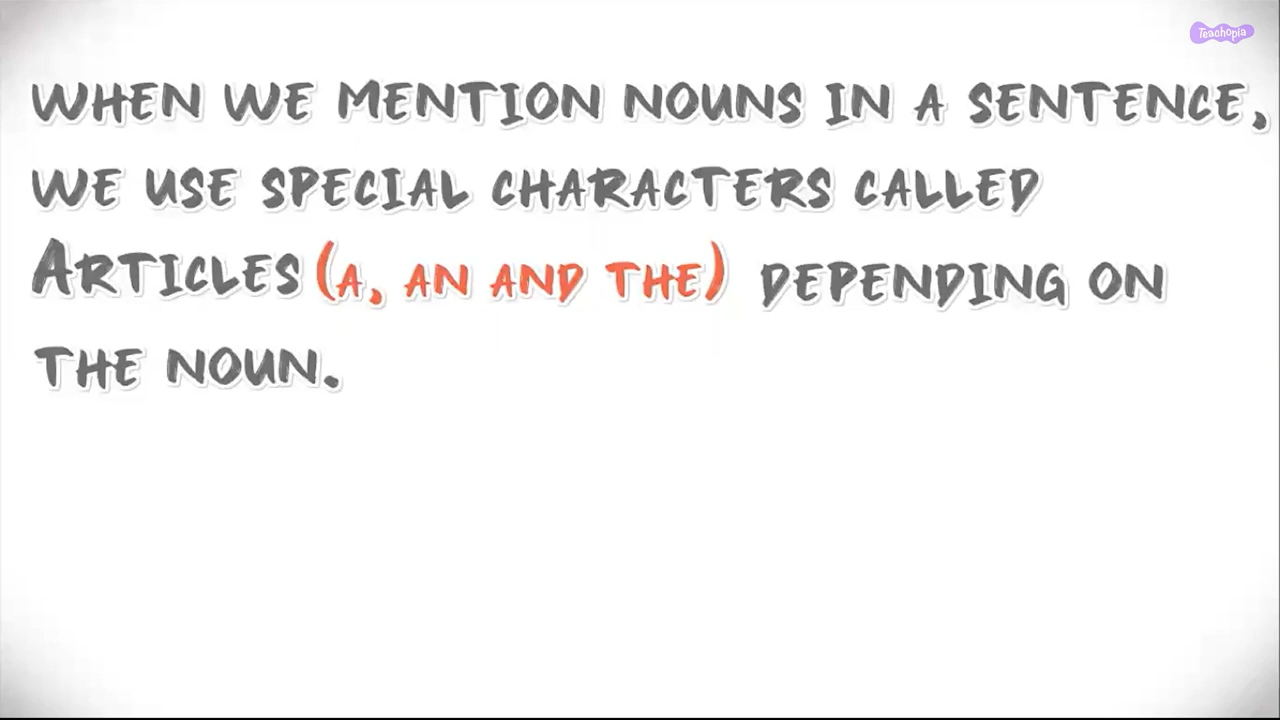 Teachopia
WHEN WE MENTION NOUNS IN A SENTENCE,
WE USE SPECIAL CHARACTERS CALLED
ARTICLES (A, AN AND THE) DEPENDING ON
THE NOUN.